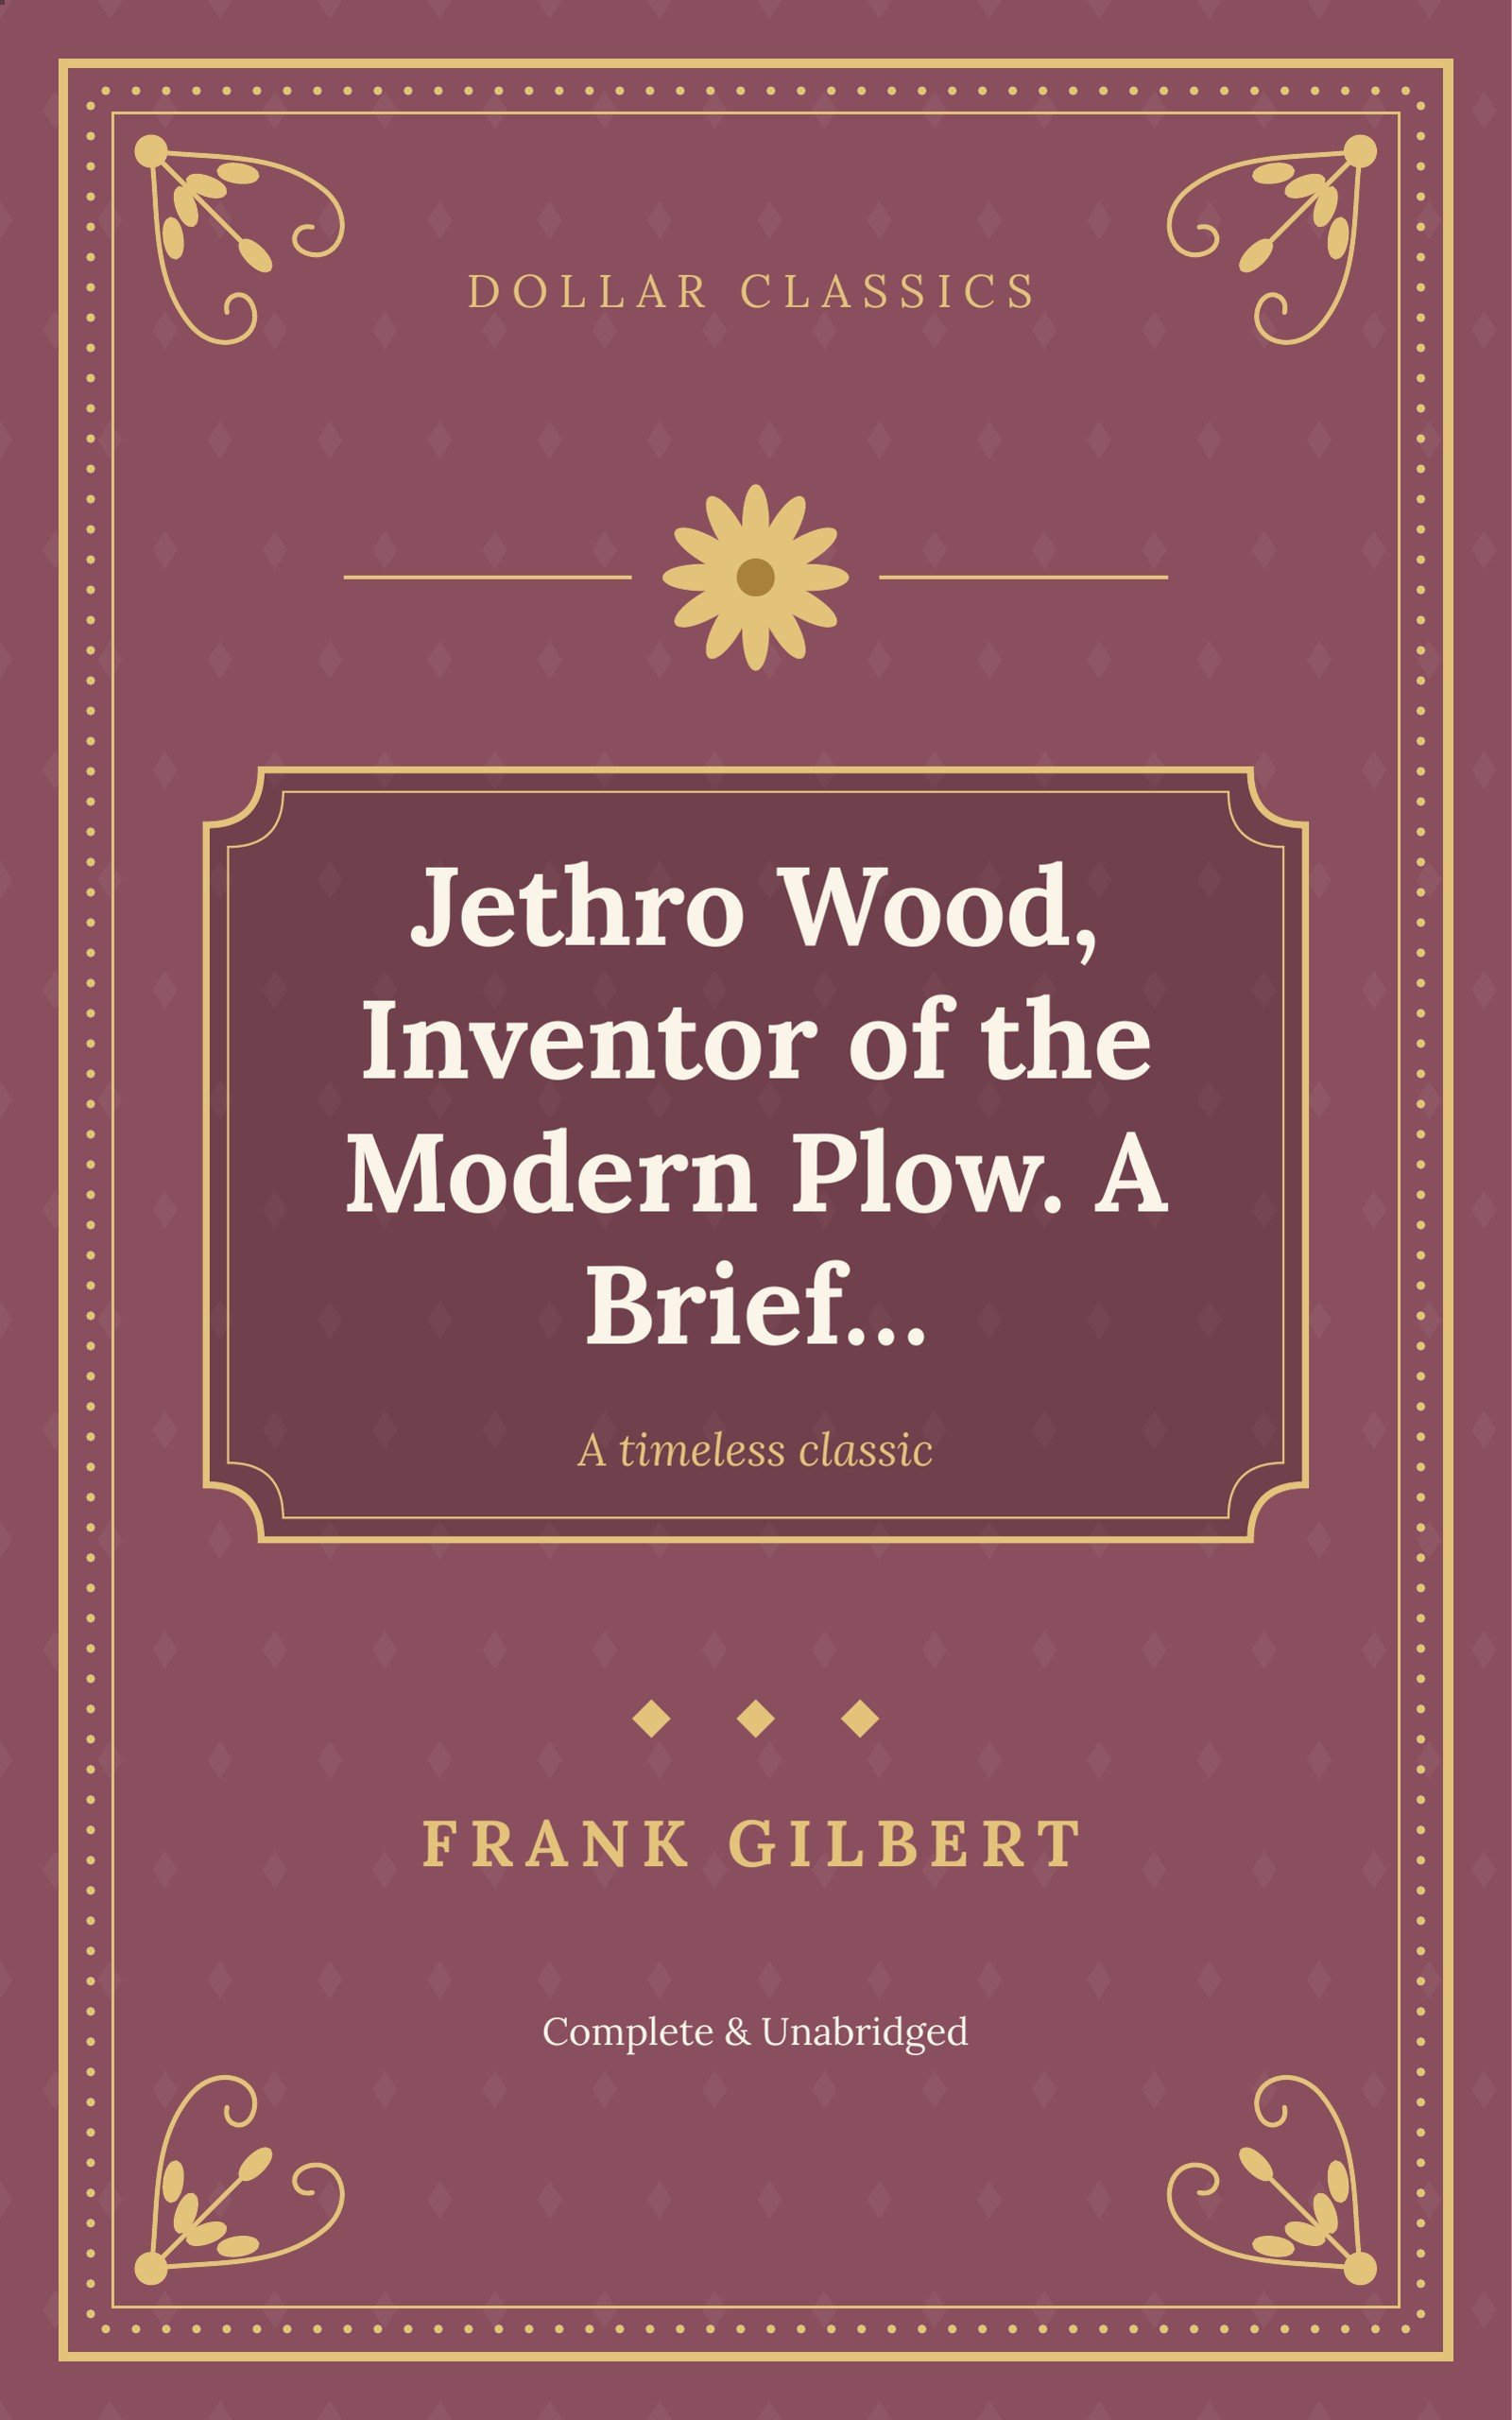 DOLLAR CLASSICS
Jethro Wood,
Inventor of the
Modern Plow. A
Brief...
A timeless classic
FRANK GILBERT
Complete & Unabridged